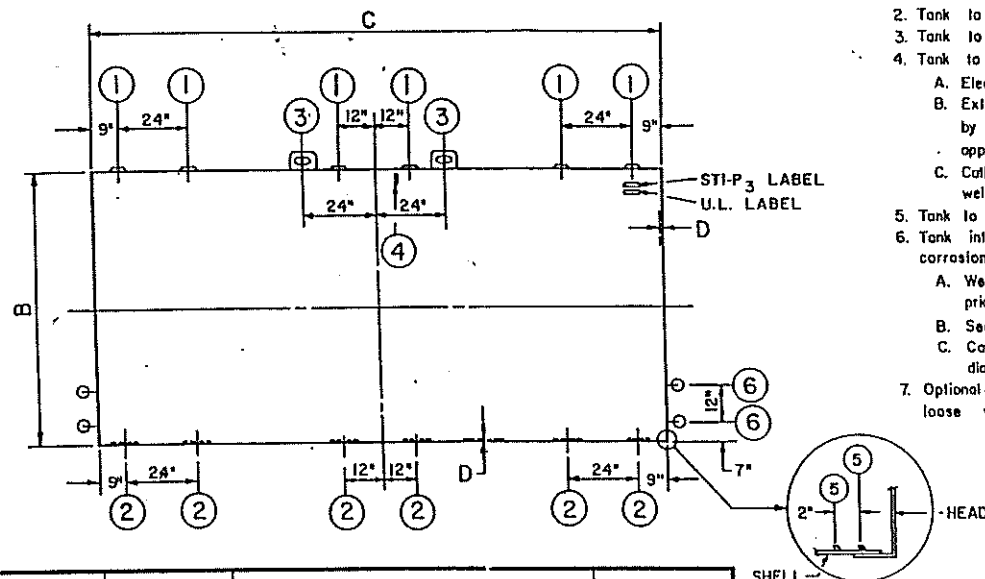 C
1 1 1 1 1 1
3 3
9" 24" 12" 12" 24" 9"
STI-P3 LABEL
U.L. LABEL
24" 24"
D
4
B
6
12"
6
D
7"
9" 24" 12" 12" 24" 9"
2 2 2 2 2 2
5
5
2"
HEAD
SHELL
2. Tank to
3. Tank to
4. Tank to
A.
B.
by
C.
5. Tank to
6. Tank
corrosion
A.
B.
C.
7. Optional
loose